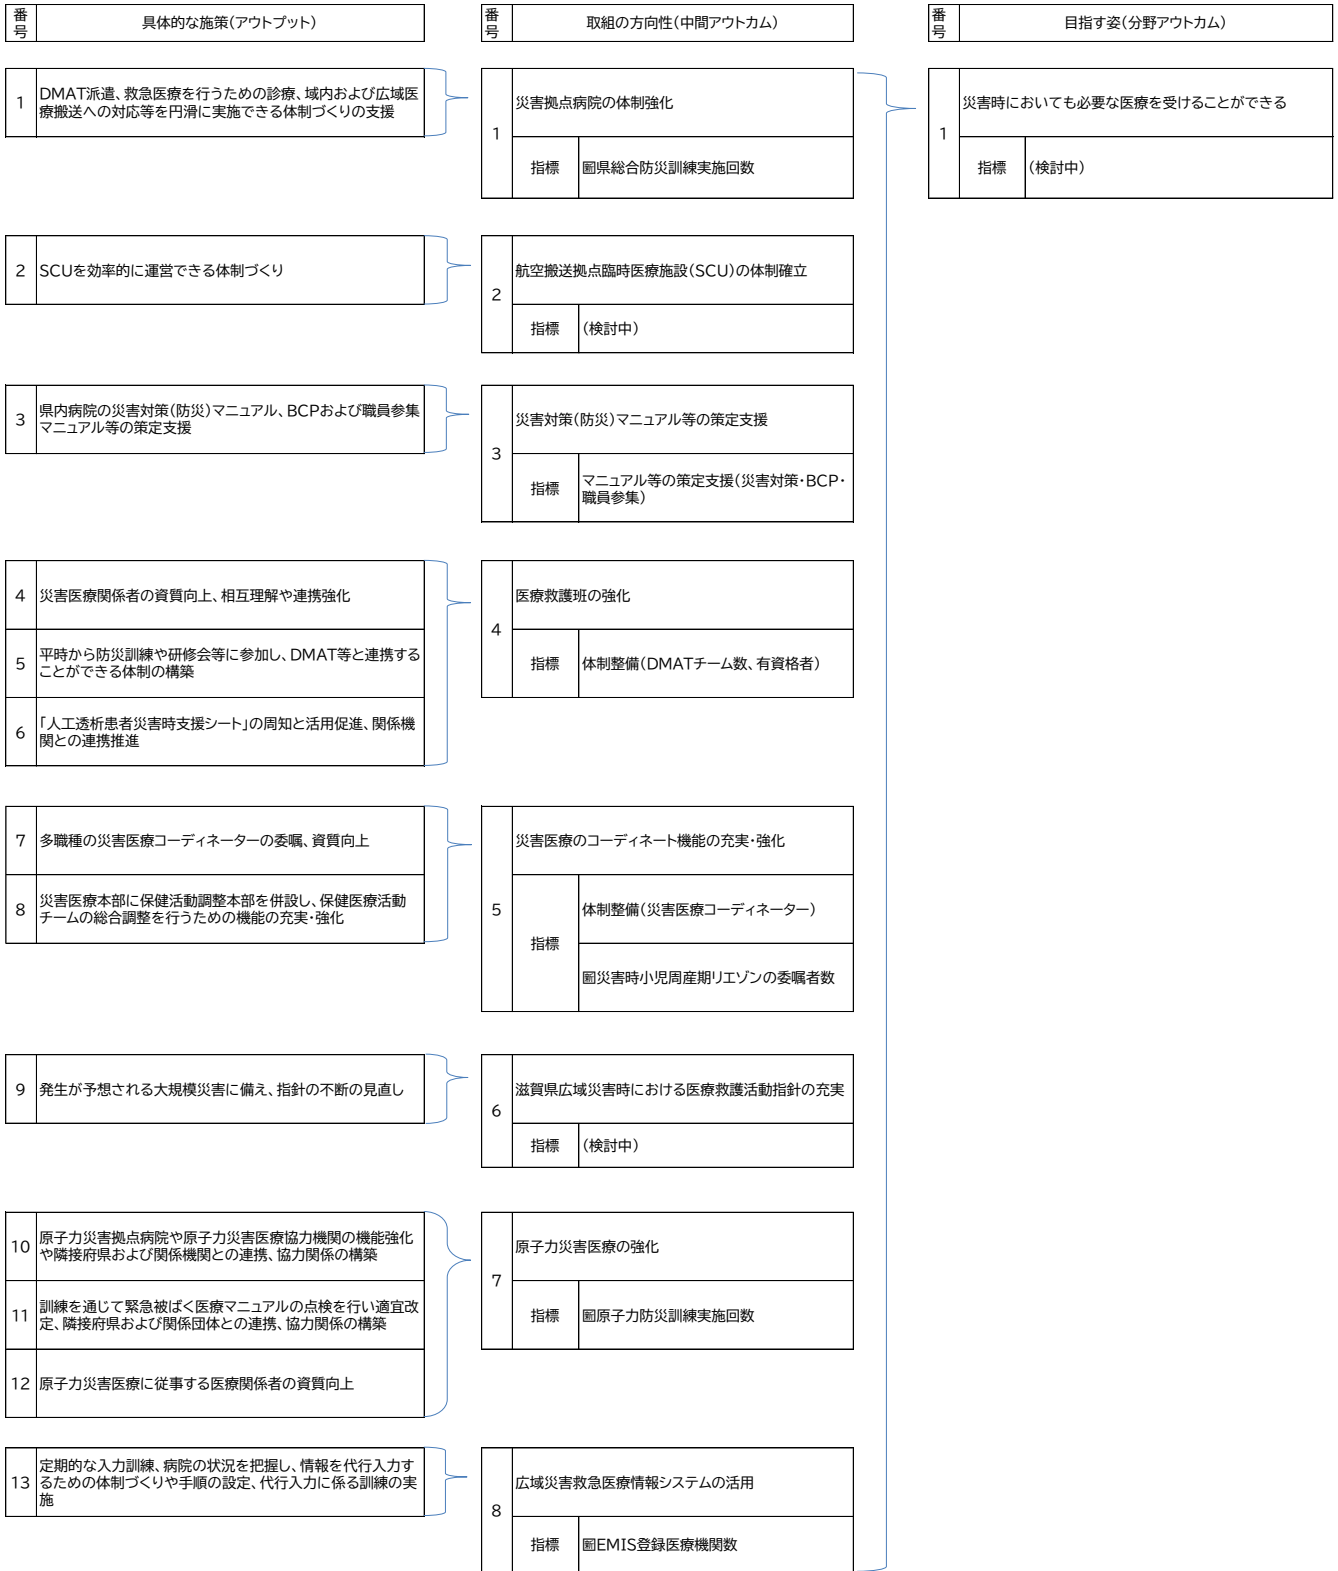 番号
具体的な施策(アウトプット)
番号
取組の方向性(中間アウトカム)
番号
目指す姿(分野アウトカム)
1
DMAT派遣、救急医療を行うための診療、域内および広域医
療搬送への対応等を円滑に実施できる体制づくりの支援
1
災害拠点病院の体制強化
指標
県総合防災訓練実施回数
1
災害時においても必要な医療を受けることができる
指標
(検討中)
2
SCUを効率的に運営できる体制づくり
2
航空搬送拠点臨時医療施設(SCU)の体制確立
指標
(検討中)
3
県内病院の災害対策(防災)マニュアル、BCPおよび職員参集
マニュアル等の策定支援
3
災害対策(防災)マニュアル等の策定支援
指標
マニュアル等の策定支援(災害対策・BCP・
職員参集)
4
災害医療関係者の資質向上、相互理解や連携強化
5
平時から防災訓練や研修会等に参加し、DMAT等と連携する
ことができる体制の構築
6
「人工透析患者災害時支援シート」の周知と活用促進、関係機
関との連携推進
4
医療救護班の強化
指標
体制整備(DMATチーム数、有資格者)
7
多職種の災害医療コーディネーターの委嘱、資質向上
8
災害医療本部に保健活動調整本部を併設し、保健医療活動
チームの総合調整を行うための機能の充実・強化
5
災害医療のコーディネート機能の充実・強化
指標
体制整備(災害医療コーディネーター)
災害時小児周産期リエゾンの委嘱者数
9
発生が予想される大規模災害に備え、指針の不断の見直し
6
滋賀県広域災害時における医療救護活動指針の充実
指標
(検討中)
10
原子力災害拠点病院や原子力災害医療協力機関の機能強化
や隣接府県および関係機関との連携、協力関係の構築
11
訓練を通じて緊急被ばく医療マニュアルの点検を行い適宜改
定、隣接府県および関係団体との連携、協力関係の構築
12
原子力災害医療に従事する医療関係者の資質向上
7
原子力災害医療の強化
指標
原子力防災訓練実施回数
13
定期的な入力訓練、病院の状況を把握し、情報を代行入力す
るための体制づくりや手順の設定、代行入力に係る訓練の実
施
8
広域災害救急医療情報システムの活用
指標
EMIS登録医療機関数